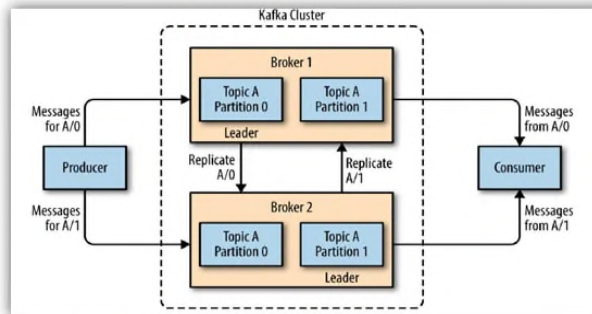 Kafka Cluster
Broker 1
Topic A
Partition 0
Topic A
Partition 1
Leader
Messages
for A/0
Messages
from A/0
Producer
Replicate
A/0
Replicate
A/1
Consumer
Messages
for A/1
Messages
from A/1
Broker 2
Topic A
Partition 0
Topic A
Partition 1
Leader